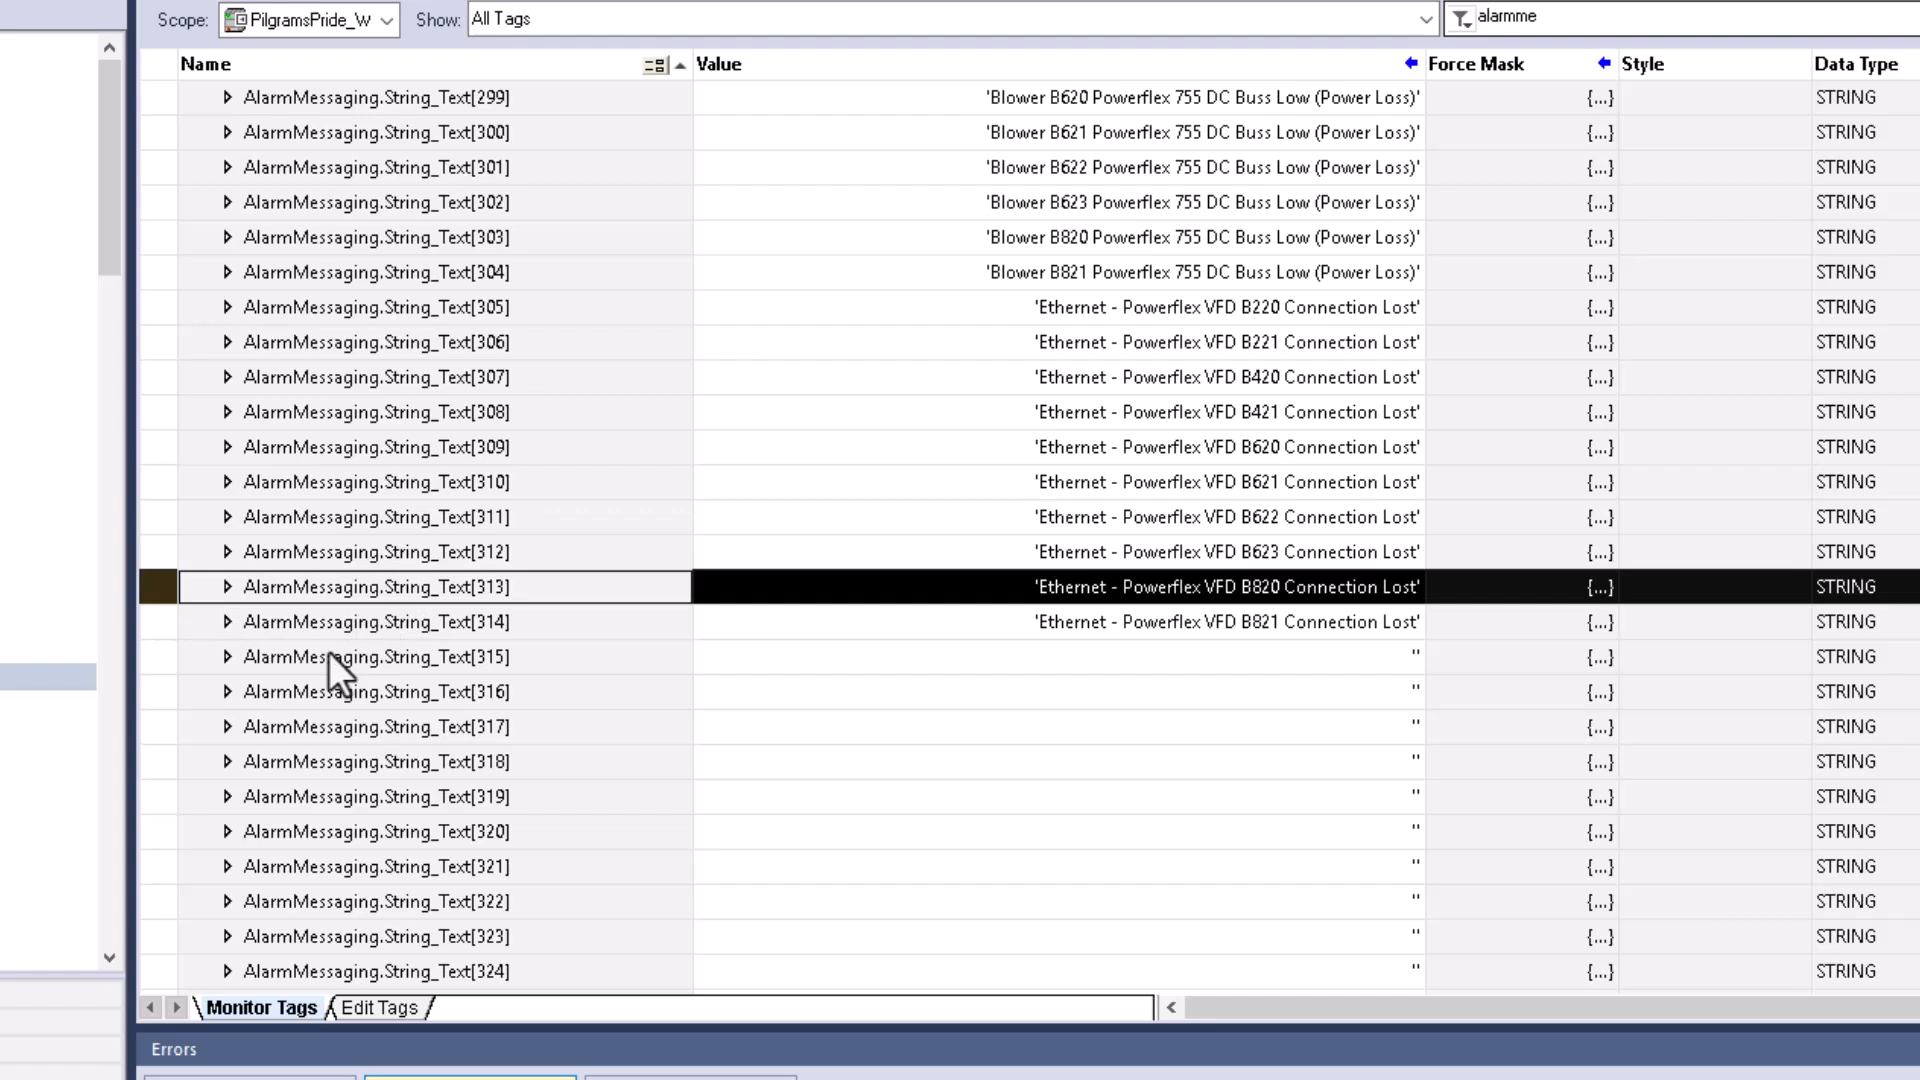 Scope: PilgramsPride_W Show: All Tags alarmme
Name Value Force Mask Style Data Type
AlarmMessaging.String_Text[299] 'Blower B620 Powerflex 755 DC Buss Low (Power Loss)' {...} STRING
AlarmMessaging.String_Text[300] 'Blower B621 Powerflex 755 DC Buss Low (Power Loss)' {...} STRING
AlarmMessaging.String_Text[301] 'Blower B622 Powerflex 755 DC Buss Low (Power Loss)' {...} STRING
AlarmMessaging.String_Text[302] 'Blower B623 Powerflex 755 DC Buss Low (Power Loss)' {...} STRING
AlarmMessaging.String_Text[303] 'Blower B820 Powerflex 755 DC Buss Low (Power Loss)' {...} STRING
AlarmMessaging.String_Text[304] 'Blower B821 Powerflex 755 DC Buss Low (Power Loss)' {...} STRING
AlarmMessaging.String_Text[305] 'Ethernet - Powerflex VFD B220 Connection Lost' {...} STRING
AlarmMessaging.String_Text[306] 'Ethernet - Powerflex VFD B221 Connection Lost' {...} STRING
AlarmMessaging.String_Text[307] 'Ethernet - Powerflex VFD B420 Connection Lost' {...} STRING
AlarmMessaging.String_Text[308] 'Ethernet - Powerflex VFD B421 Connection Lost' {...} STRING
AlarmMessaging.String_Text[309] 'Ethernet - Powerflex VFD B620 Connection Lost' {...} STRING
AlarmMessaging.String_Text[310] 'Ethernet - Powerflex VFD B621 Connection Lost' {...} STRING
AlarmMessaging.String_Text[311] 'Ethernet - Powerflex VFD B622 Connection Lost' {...} STRING
AlarmMessaging.String_Text[312] 'Ethernet - Powerflex VFD B623 Connection Lost' {...} STRING
AlarmMessaging.String_Text[313] 'Ethernet - Powerflex VFD B820 Connection Lost' {...} STRING
AlarmMessaging.String_Text[314] 'Ethernet - Powerflex VFD B821 Connection Lost' {...} STRING
AlarmMessaging.String_Text[315] '' {...} STRING
AlarmMessaging.String_Text[316] '' {...} STRING
AlarmMessaging.String_Text[317] '' {...} STRING
AlarmMessaging.String_Text[318] '' {...} STRING
AlarmMessaging.String_Text[319] '' {...} STRING
AlarmMessaging.String_Text[320] '' {...} STRING
AlarmMessaging.String_Text[321] '' {...} STRING
AlarmMessaging.String_Text[322] '' {...} STRING
AlarmMessaging.String_Text[323] '' {...} STRING
AlarmMessaging.String_Text[324] '' {...} STRING
Monitor Tags Edit Tags
Errors